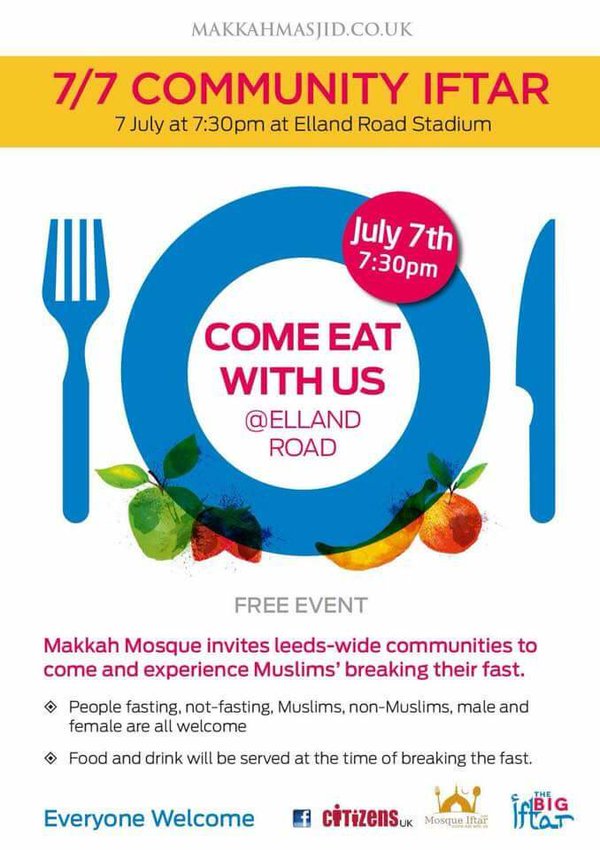 MAKKAHMASJID.CO.UK
7/7 COMMUNITY IFTAR
7 July at 7:30pm at Elland Road Stadium
July 7th
7:30pm
COME EAT
WITH US
@ELLAND
ROAD
FREE EVENT
Makkah Mosque invites leeds-wide communities to
come and experience Muslims' breaking their fast.
People fasting, not-fasting, Muslims, non-Muslims, male and
female are all welcome
Food and drink will be served at the time of breaking the fast.
Everyone Welcome
f
CiTiZENS UK
Mosque Iftar
THE
BIG
iftar